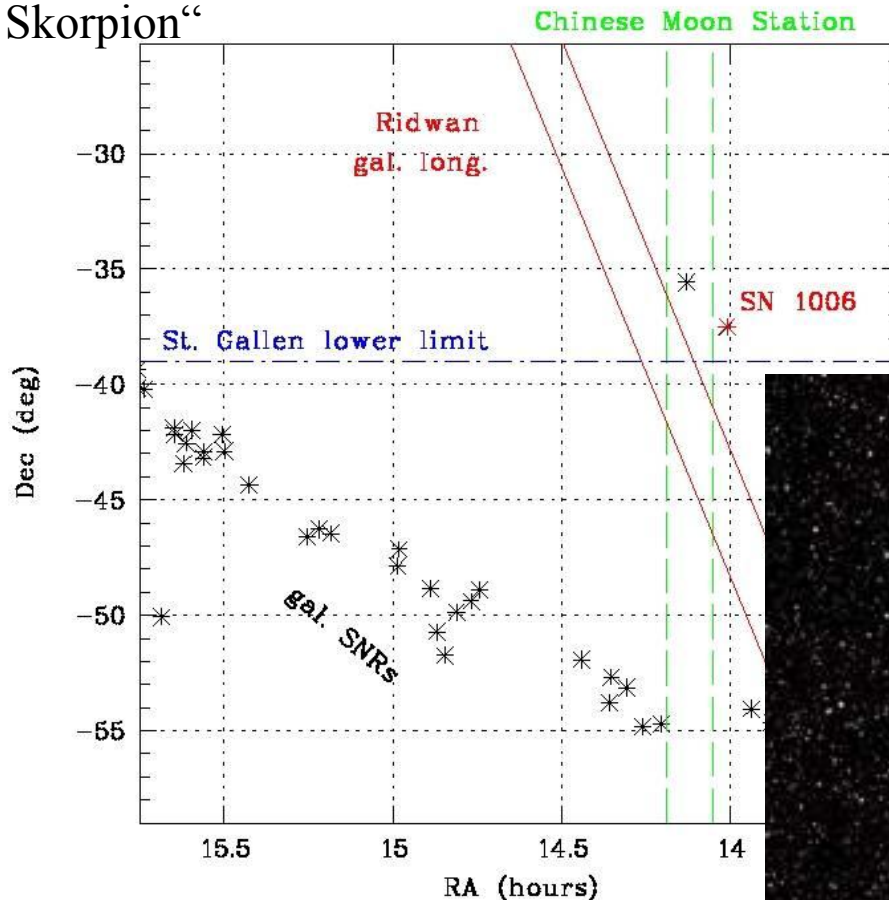 Skorpion“
Chinese Moon Station
Ridwan
gal. long.
SN 1006
St. Gallen lower limit
gal. SNRs
Dec (deg)
−30
−35
−40
−45
−50
−55
15.5
15
14.5
14
RA (hours)